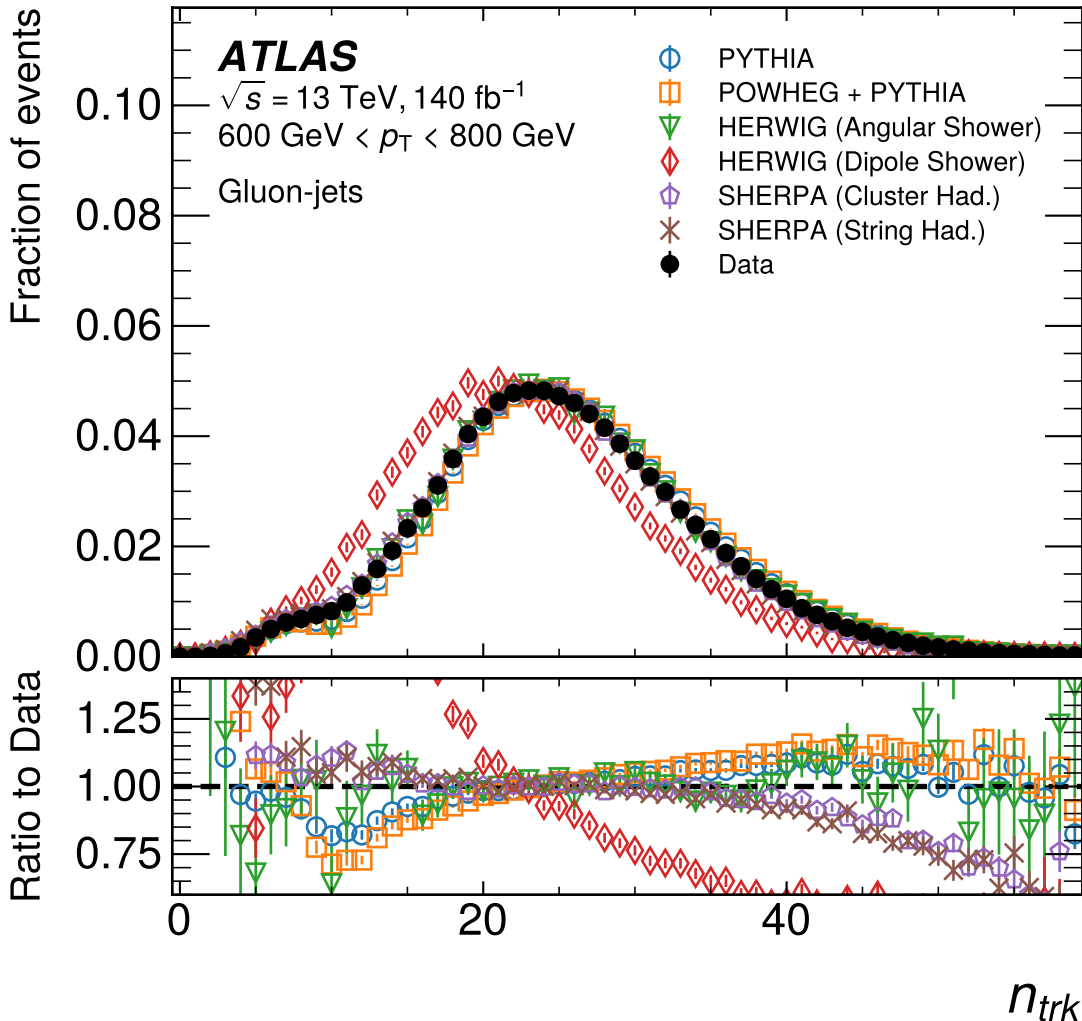 Fraction of events
0.10
0.08
0.06
0.04
0.02
0.00
ATLAS
√s = 13 TeV, 140 fb⁻¹
600 GeV < pT < 800 GeV
Gluon-jets
PYTHIA
POWHEG + PYTHIA
HERWIG (Angular Shower)
HERWIG (Dipole Shower)
SHERPA (Cluster Had.)
SHERPA (String Had.)
Data
Ratio to Data
1.25
1.00
0.75
0 20 40
ntrk